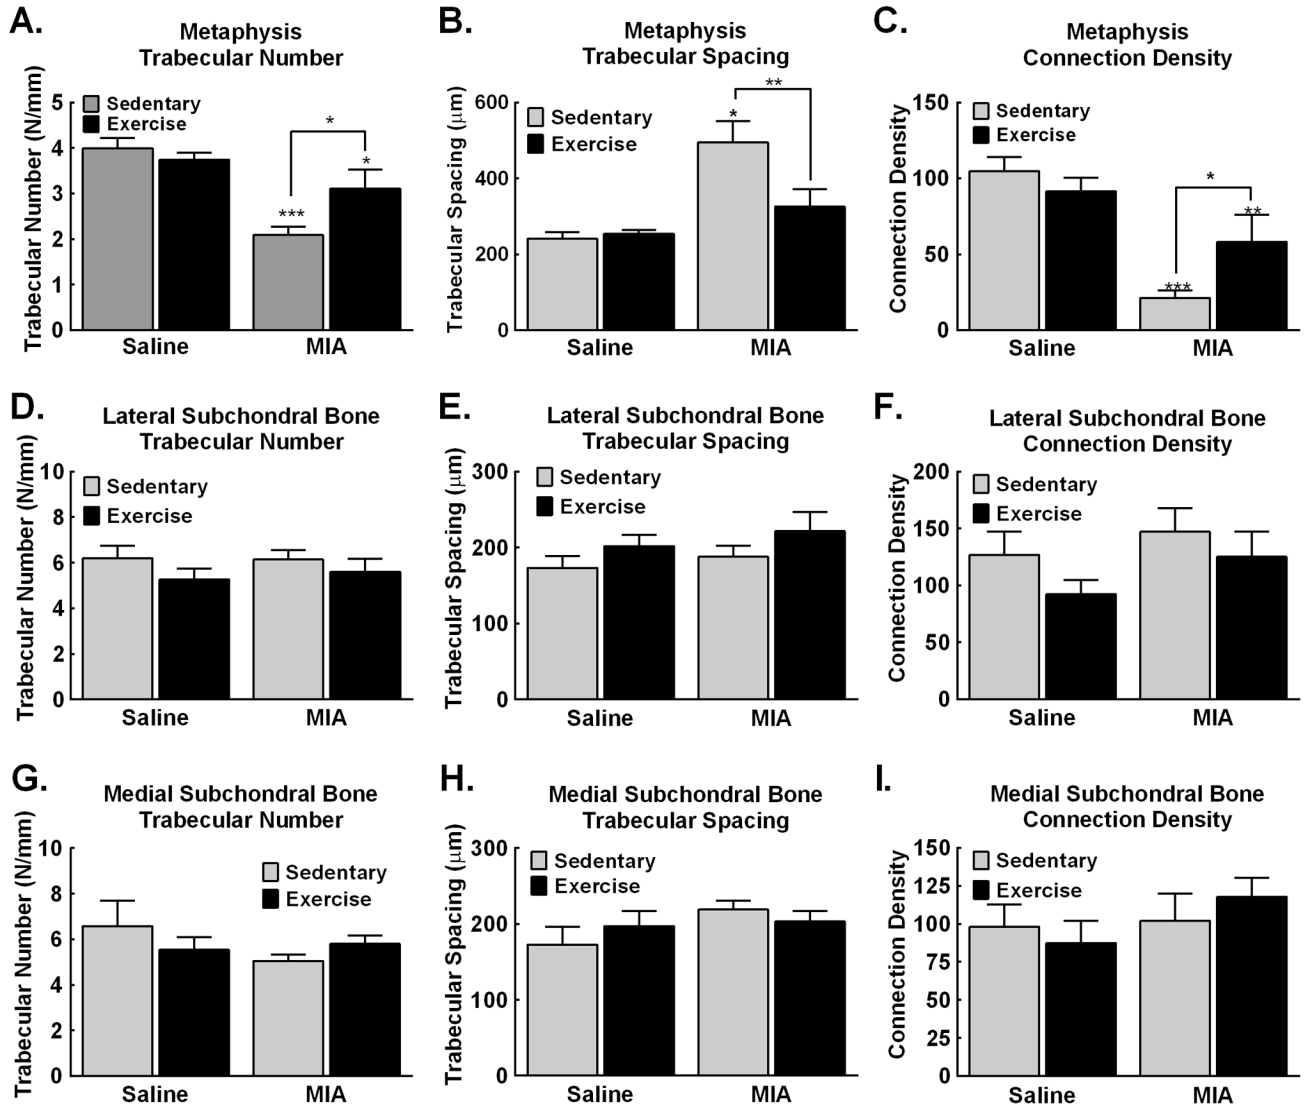 A.
Metaphysis
Trabecular Number
Trabecular Number (N/mm)
5
4
3
2
1
0
Sedentary
Exercise
***
*
*
Saline
MIA
B.
Metaphysis
Trabecular Spacing
Trabecular Spacing (μm)
600
400
200
0
Sedentary
Exercise
*
**
Saline
MIA
C.
Metaphysis
Connection Density
Connection Density
150
100
50
0
Sedentary
Exercise
***
*
**
Saline
MIA
D.
Lateral Subchondral Bone
Trabecular Number
Trabecular Number (N/mm)
10
8
6
4
2
0
Sedentary
Exercise
Saline
MIA
E.
Lateral Subchondral Bone
Trabecular Spacing
Trabecular Spacing (μm)
300
200
100
0
Sedentary
Exercise
Saline
MIA
F.
Lateral Subchondral Bone
Connection Density
Connection Density
200
150
100
50
0
Sedentary
Exercise
Saline
MIA
G.
Medial Subchondral Bone
Trabecular Number
Trabecular Number (N/mm)
10
8
6
4
2
0
Sedentary
Exercise
Saline
MIA
H.
Medial Subchondral Bone
Trabecular Spacing
Trabecular Spacing (μm)
300
200
100
0
Sedentary
Exercise
Saline
MIA
I.
Medial Subchondral Bone
Connection Density
Connection Density
150
125
100
75
50
25
0
Sedentary
Exercise
Saline
MIA